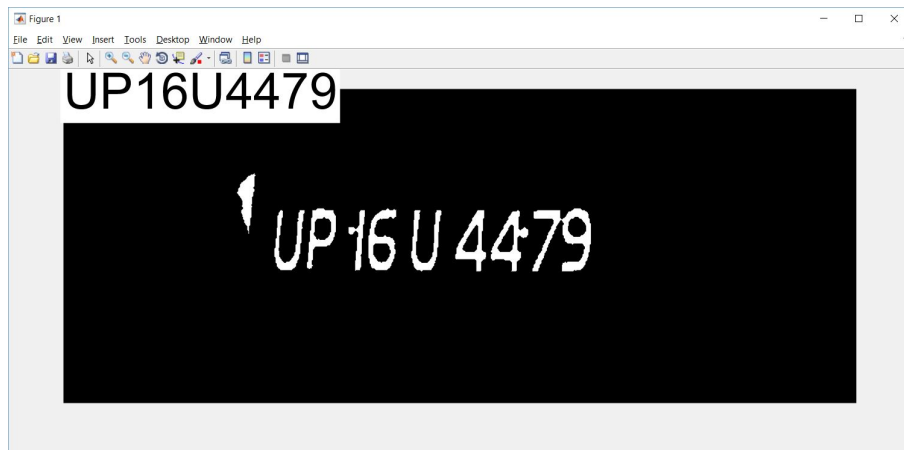 Figure 1
File Edit View Insert Tools Desktop Window Help
UP16U4479
UP 16 U 4479